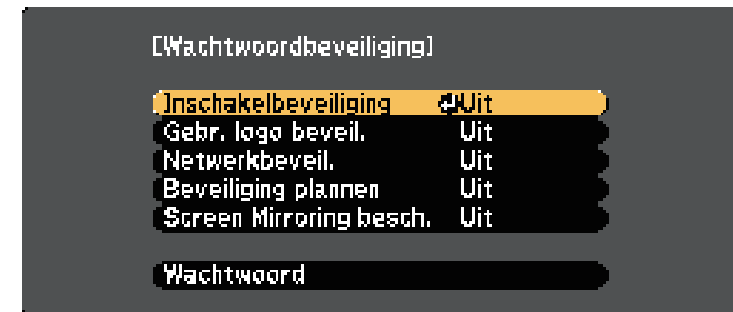 [Wachtwoordbeveiliging]
Inschakelbeveiliging Uit
Gebr. logo beveil. Uit
Netwerkbeveil. Uit
Beveiliging plannen Uit
Screen Mirroring besch. Uit
Wachtwoord